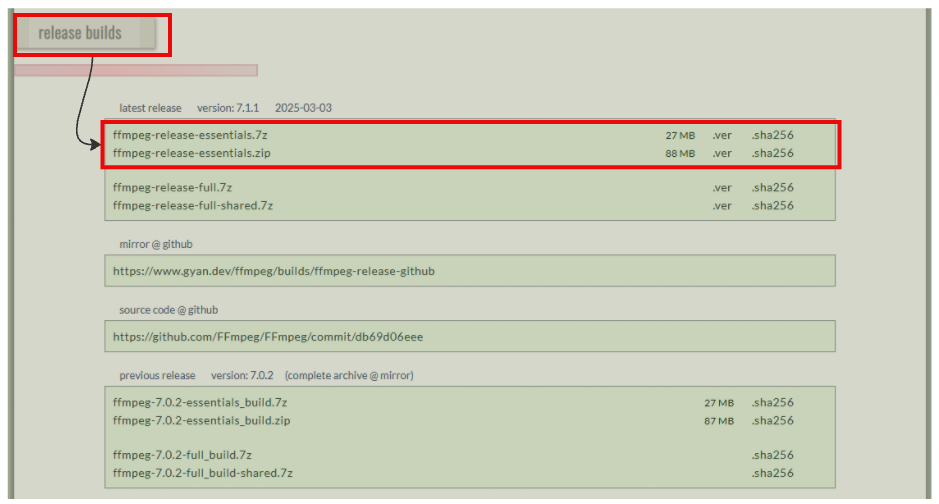 release builds
latest release version: 7.1.1 2025-03-03
ffmpeg-release-essentials.7z 27 MB .ver .sha256
ffmpeg-release-essentials.zip 88 MB .ver .sha256
ffmpeg-release-full.7z .ver .sha256
ffmpeg-release-full-shared.7z .ver .sha256
mirror @ github
https://www.gyan.dev/ffmpeg/builds/ffmpeg-release-github
source code @ github
https://github.com/FFmpeg/FFmpeg/commit/db69d06eee
previous release version: 7.0.2 (complete archive @ mirror)
ffmpeg-7.0.2-essentials_build.7z 27 MB .sha256
ffmpeg-7.0.2-essentials_build.zip 87 MB .sha256
ffmpeg-7.0.2-full_build.7z .sha256
ffmpeg-7.0.2-full_build-shared.7z .sha256